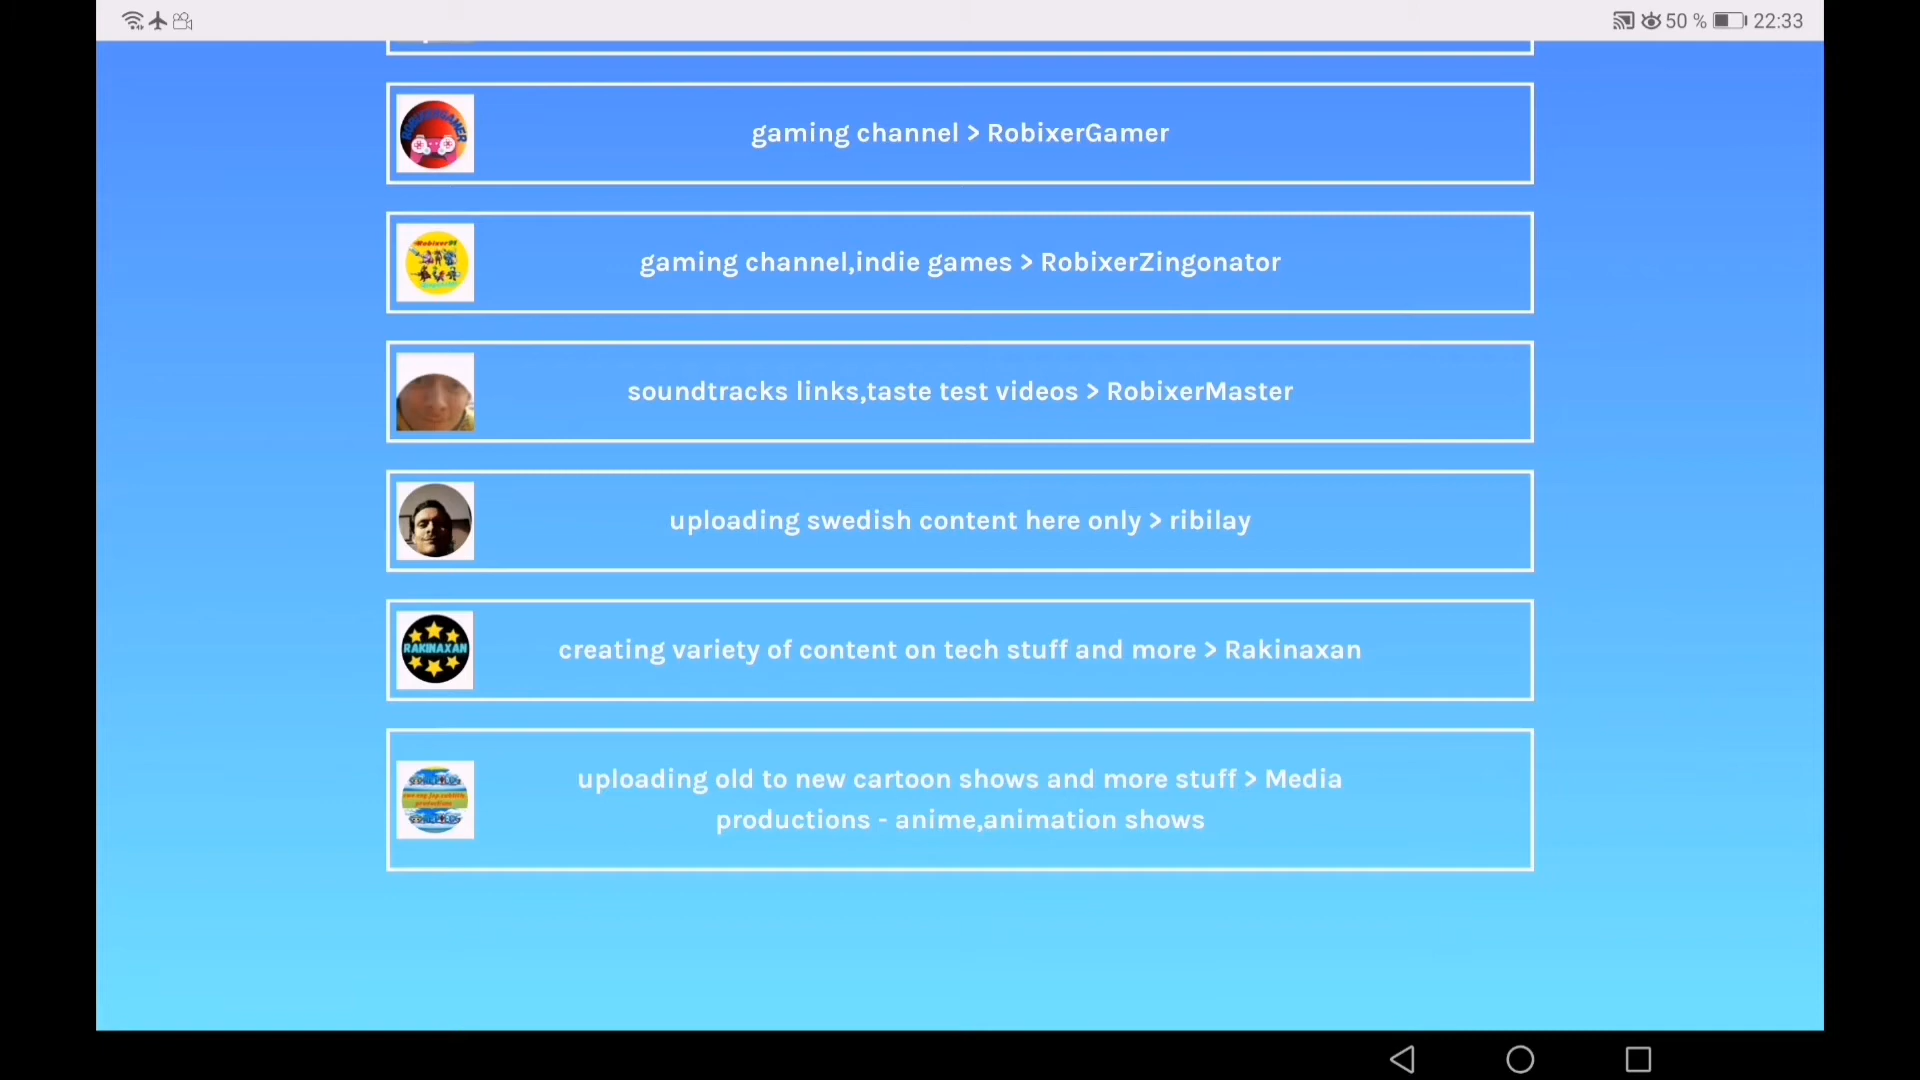 50 % 22:33
ROBIXERGAMER
gaming channel > RobixerGamer
gaming channel,indie games > RobixerZingonator
soundtracks links,taste test videos > RobixerMaster
uploading swedish content here only > ribilay
RAKINAXAN
creating variety of content on tech stuff and more > Rakinaxan
uploading old to new cartoon shows and more stuff > Media
productions - anime,animation shows